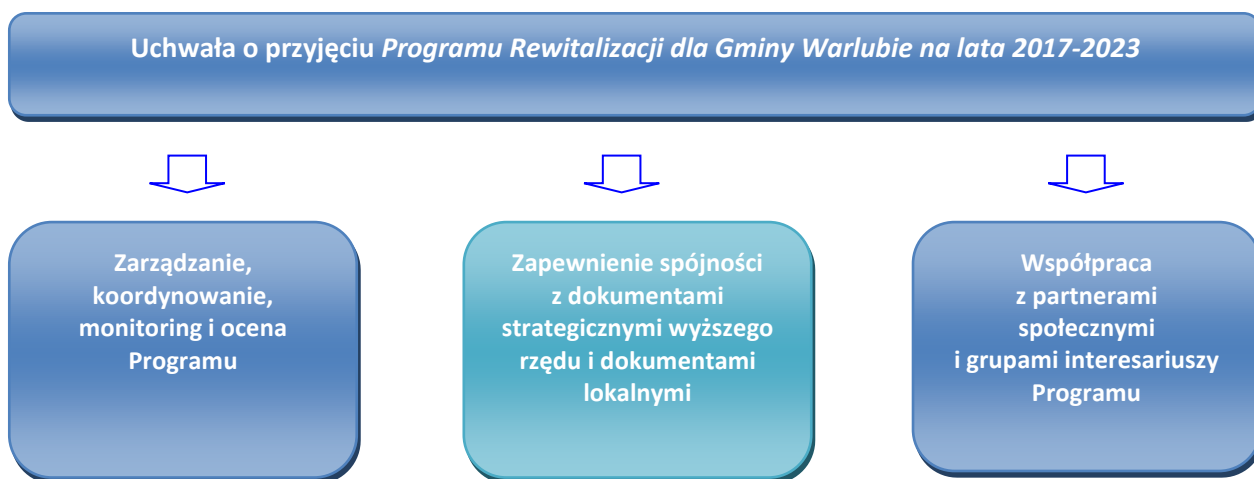 Uchwała o przyjęciu Programu Rewitalizacji dla Gminy Warlubie na lata 2017-2023
Zarządzanie,
koordynowanie,
monitoring i ocena
Programu
Zapewnienie spójności
z dokumentami
strategicznymi wyższego
rzędu i dokumentami
lokalnymi
Współpraca
z partnerami
społecznymi
i grupami interesariuszy
Programu